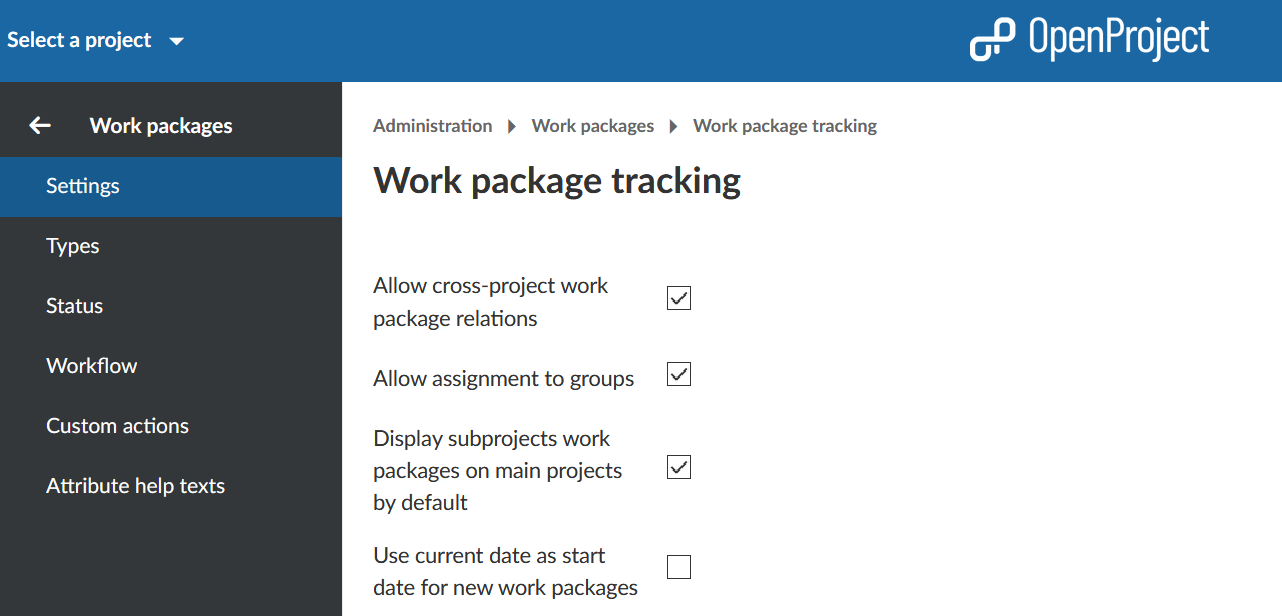 Select a project
OpenProject
Work packages
Settings
Types
Status
Workflow
Custom actions
Attribute help texts
Administration Work packages Work package tracking
Work package tracking
Allow cross-project work
package relations
Allow assignment to groups
Display subprojects work
packages on main projects
by default
Use current date as start
date for new work packages